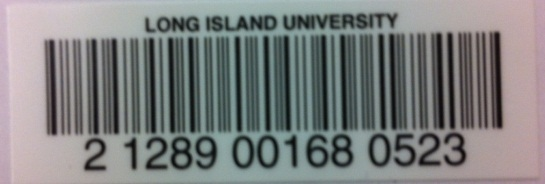 LONG ISLAND UNIVERSITY
2 1289 00168 0523